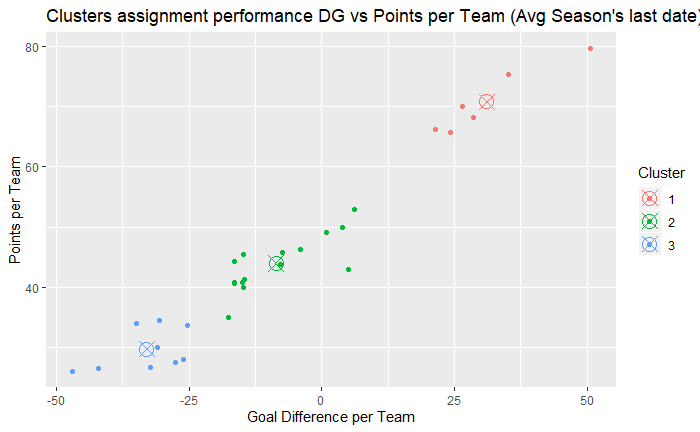 Clusters assignment performance DG vs Points per Team (Avg Season's last date)
80
60
40
Points per Team
-50
-25
0
25
50
Goal Difference per Team
Cluster
1
2
3